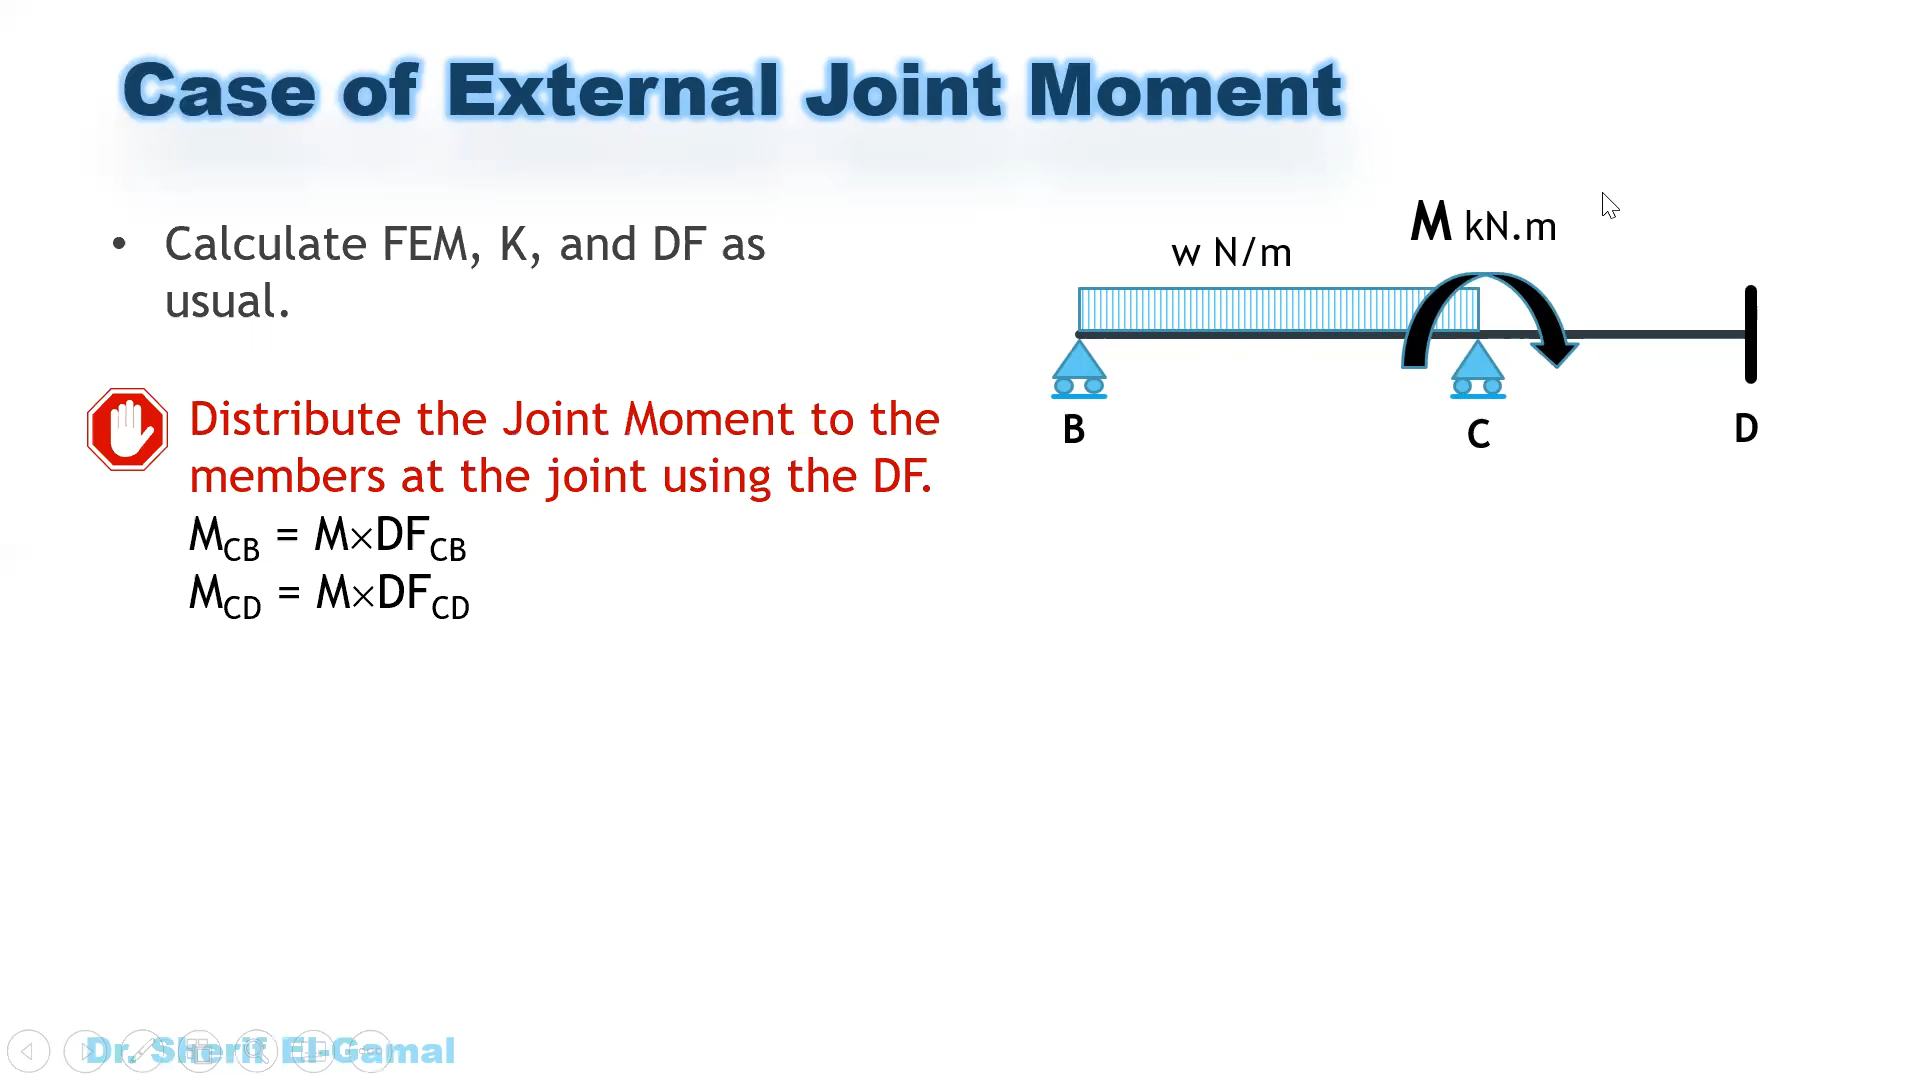 Case of External Joint Moment
• Calculate FEM, K, and DF as
usual.
Distribute the Joint Moment to the
members at the joint using the DF.
M_CB = M×DF_CB
M_CD = M×DF_CD
M kN.m
w N/m
B
C
D
Dr. Sherif El-Gamal